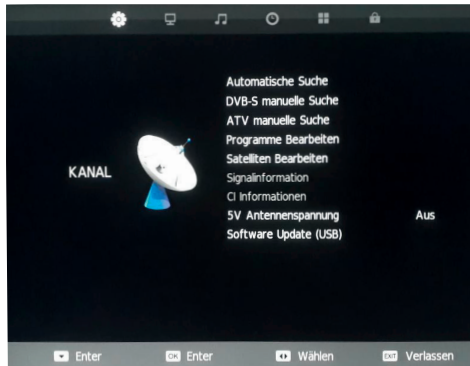 Automatische Suche
DVB-S manuelle Suche
ATV manuelle Suche
Programme Bearbeiten
Satelliten Bearbeiten
KANAL
Signalinformation
CI Informationen
5V Antennenspannung Aus
Software Update (USB)
Enter OK Enter Wählen EXIT Verlassen